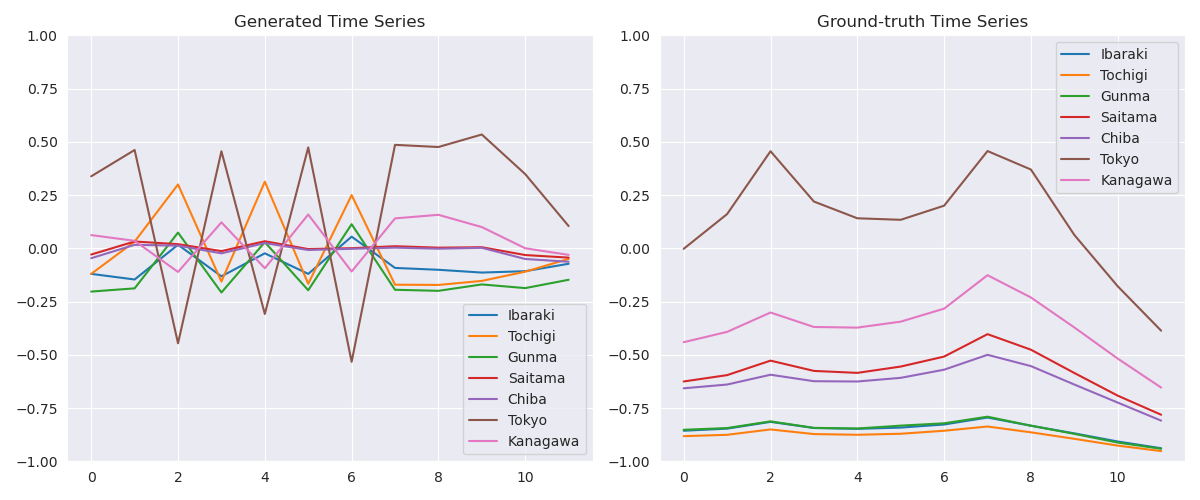 Generated Time Series
1.00
0.75
0.50
0.25
0.00
−0.25
−0.50
−0.75
−1.00
0 2 4 6 8 10
Ibaraki
Tochigi
Gunma
Saitama
Chiba
Tokyo
Kanagawa
Ground-truth Time Series
1.00
0.75
0.50
0.25
0.00
−0.25
−0.50
−0.75
−1.00
0 2 4 6 8 10
Ibaraki
Tochigi
Gunma
Saitama
Chiba
Tokyo
Kanagawa